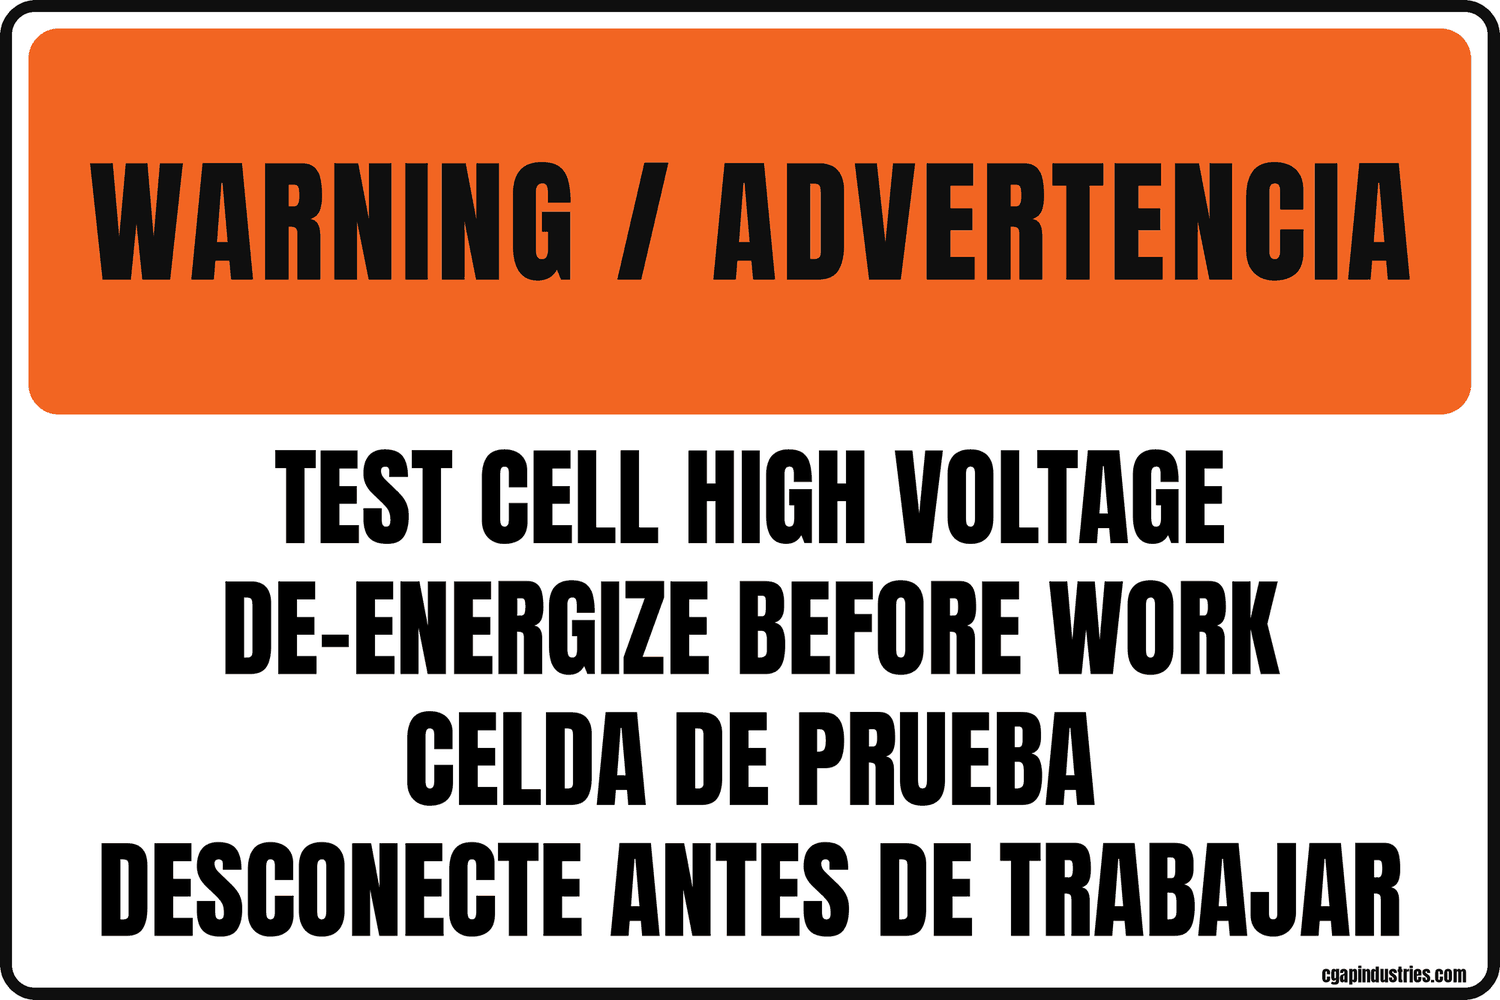 WARNING / ADVERTENCIA
TEST CELL HIGH VOLTAGE
DE-ENERGIZE BEFORE WORK
CELDA DE PRUEBA
DESCONECTE ANTES DE TRABAJAR
cgapindustries.com